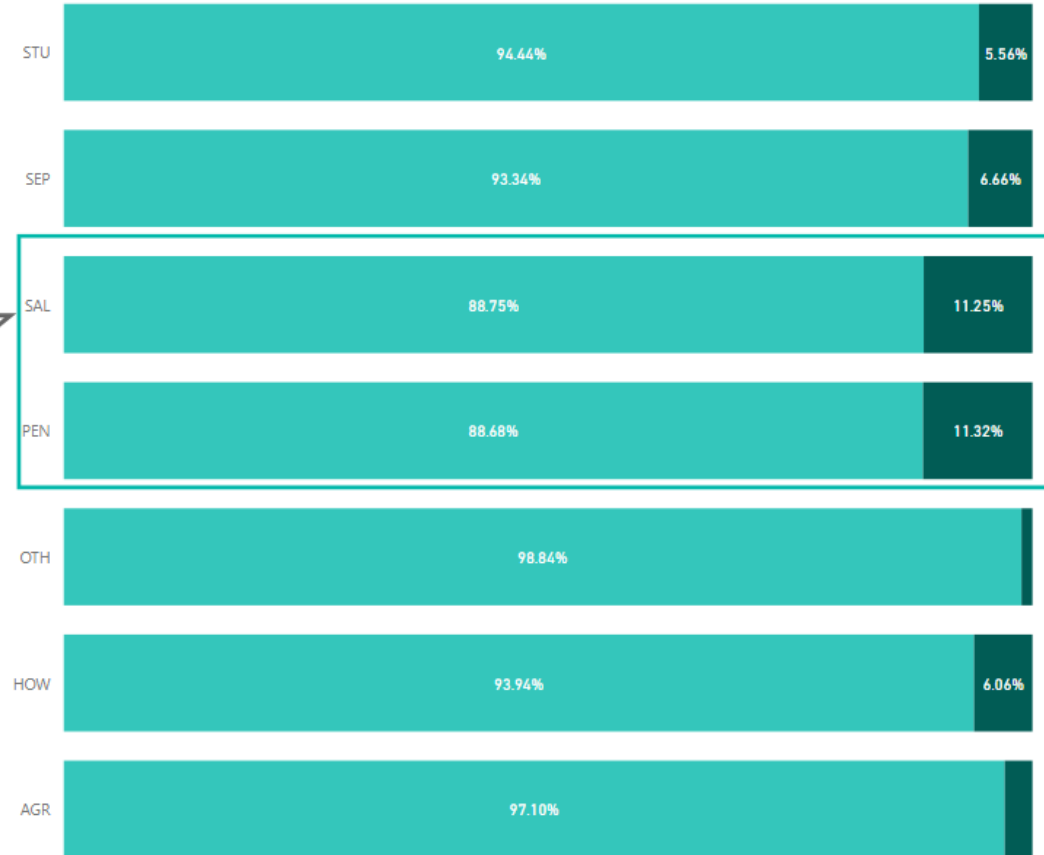 STU 94.44% 5.56%
SEP 93.34% 6.66%
SAL 88.75% 11.25%
PEN 88.68% 11.32%
OTH 98.84%
HOW 93.94% 6.06%
AGR 97.10%